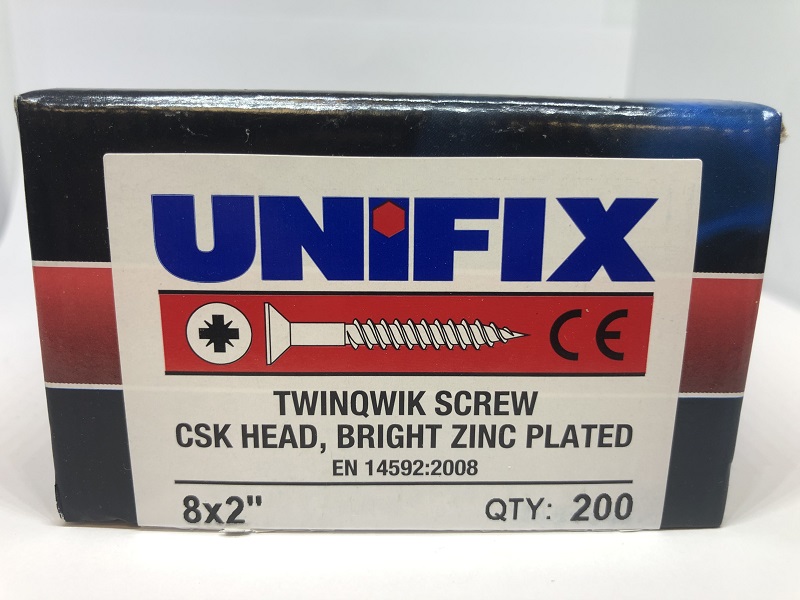 UNiFIX
CE
TWINQWIK SCREW
CSK HEAD, BRIGHT ZINC PLATED
EN 14592:2008
8x2" QTY: 200